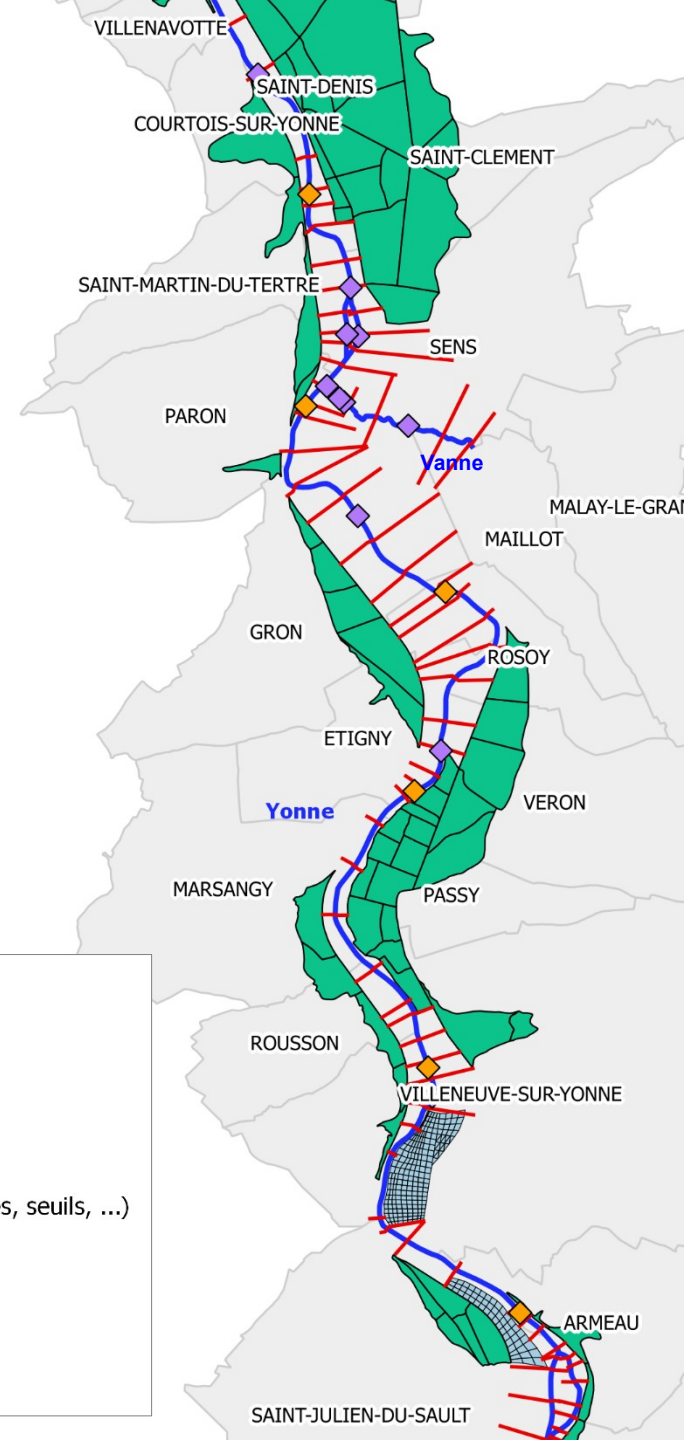 VILLENAVOTTE
SAINT-DENIS
COURTOIS-SUR-YONNE
SAINT-CLEMENT
SAINT-MARTIN-DU-TERTRE
SENS
PARON
Vanne
MALAY-LE-GRAN
MAILLOT
GRON
ROSOY
ETIGNY
VERON
Yonne
MARSANGY
PASSY
ROUSSON
VILLENEUVE-SUR-YONNE
s, seuils, ...)
ARMEAU
SAINT-JULIEN-DU-SAULT